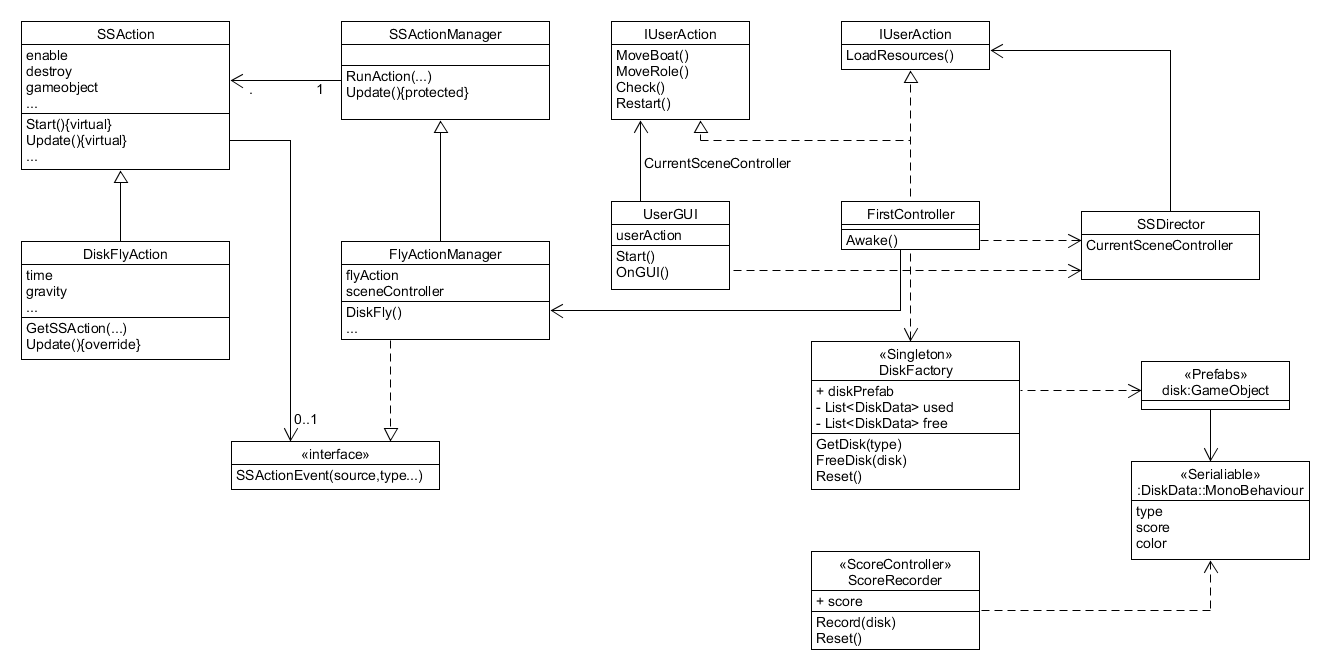 SSAction
enable
destroy
gameobject
...
Start(){virtual}
Update(){virtual}
...
SSActionManager
RunAction(...)
Update(){protected}
.
1
IUserAction
MoveBoat()
MoveRole()
Check()
Restart()
IUserAction
LoadResources()
CurrentSceneController
DiskFlyAction
time
gravity
...
GetSSAction(...)
Update(){override}
FlyActionManager
flyAction
sceneController
DiskFly()
...
UserGUI
userAction
Start()
OnGUI()
FirstController
Awake()
SSDirector
CurrentSceneController
0..1
«interface»
SSActionEvent(source,type...)
«Singleton»
DiskFactory
+ diskPrefab
- List<DiskData> used
- List<DiskData> free
GetDisk(type)
FreeDisk(disk)
Reset()
«Prefabs»
disk:GameObject
«Serialiable»
:DiskData::MonoBehaviour
type
score
color
«ScoreController»
ScoreRecorder
+ score
Record(disk)
Reset()